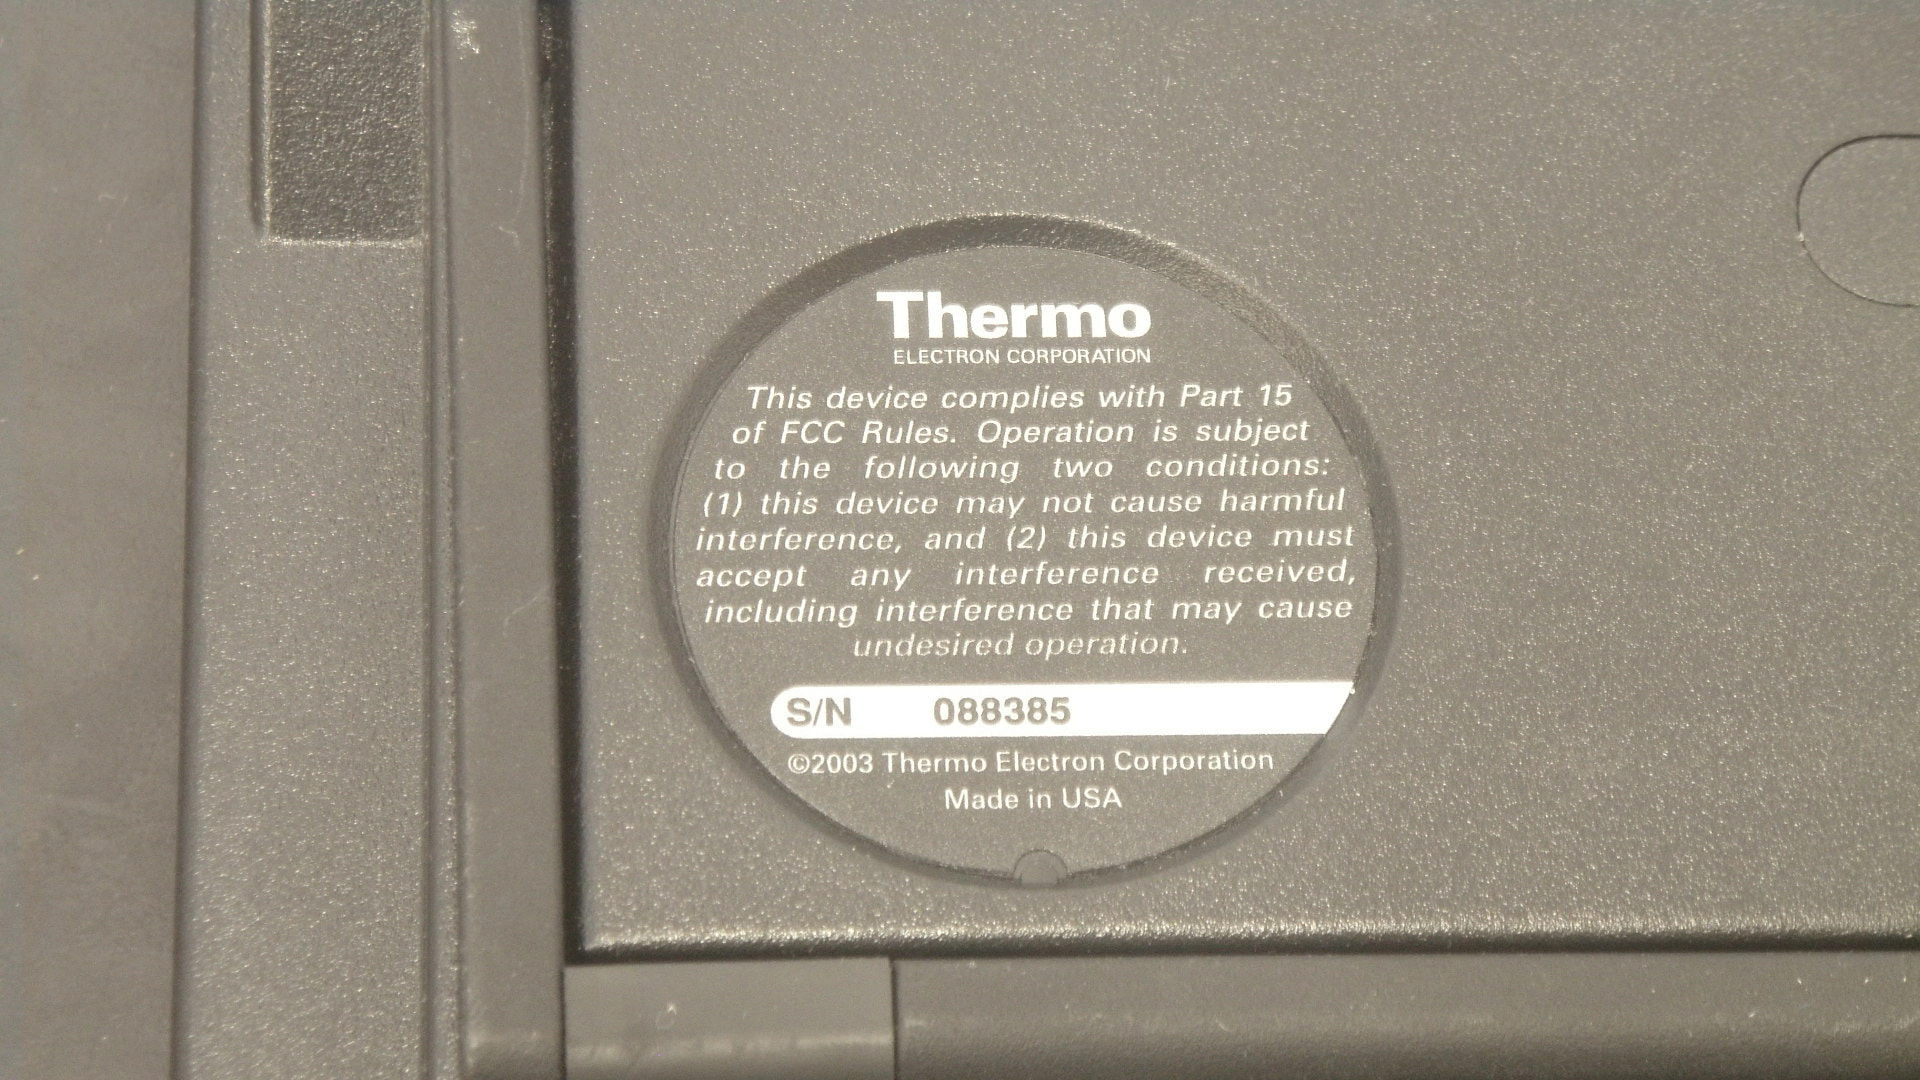 Thermo
ELECTRON CORPORATION
This device complies with Part 15
of FCC Rules. Operation is subject
to the following two conditions:
(1) this device may not cause harmful
interference, and (2) this device must
accept any interference received,
including interference that may cause
undesired operation.
S/N 088385
©2003 Thermo Electron Corporation
Made in USA